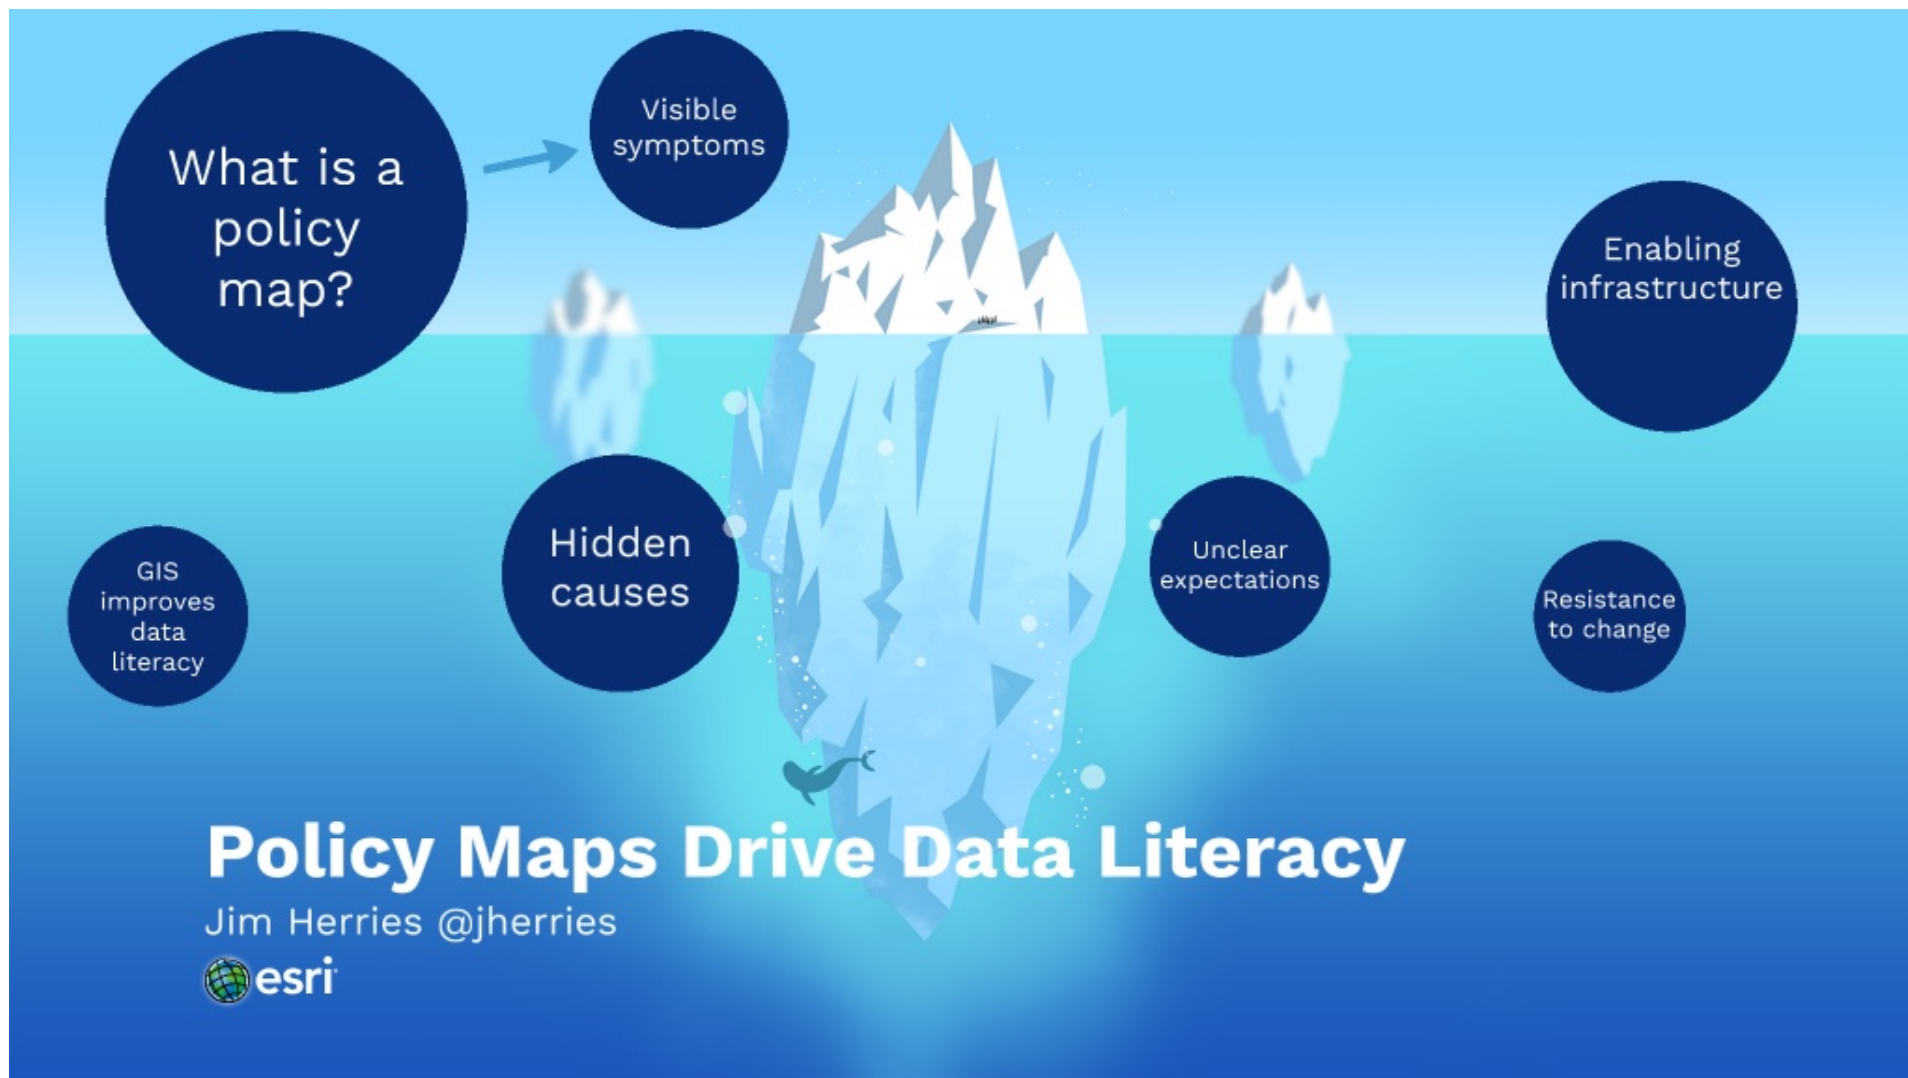 What is a
policy
map?
Visible
symptoms
Enabling
infrastructure
GIS
improves
data
literacy
Hidden
causes
Unclear
expectations
Resistance
to change
Policy Maps Drive Data Literacy
Jim Herries @jherries
esri